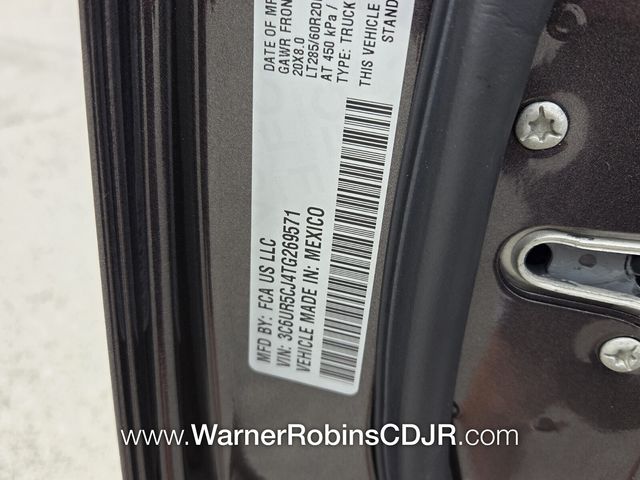 MFD BY: FCA US LLC
VIN: 3C6UR5CJ4TG269571
VEHICLE MADE IN: MEXICO
DATE OF
GAWR FRON
20X8.0
LT285/60R20
AT 450 kPa /
TYPE: TRUCK
THIS VEHICLE
STAND
www.WarnerRobinsCDJR.com